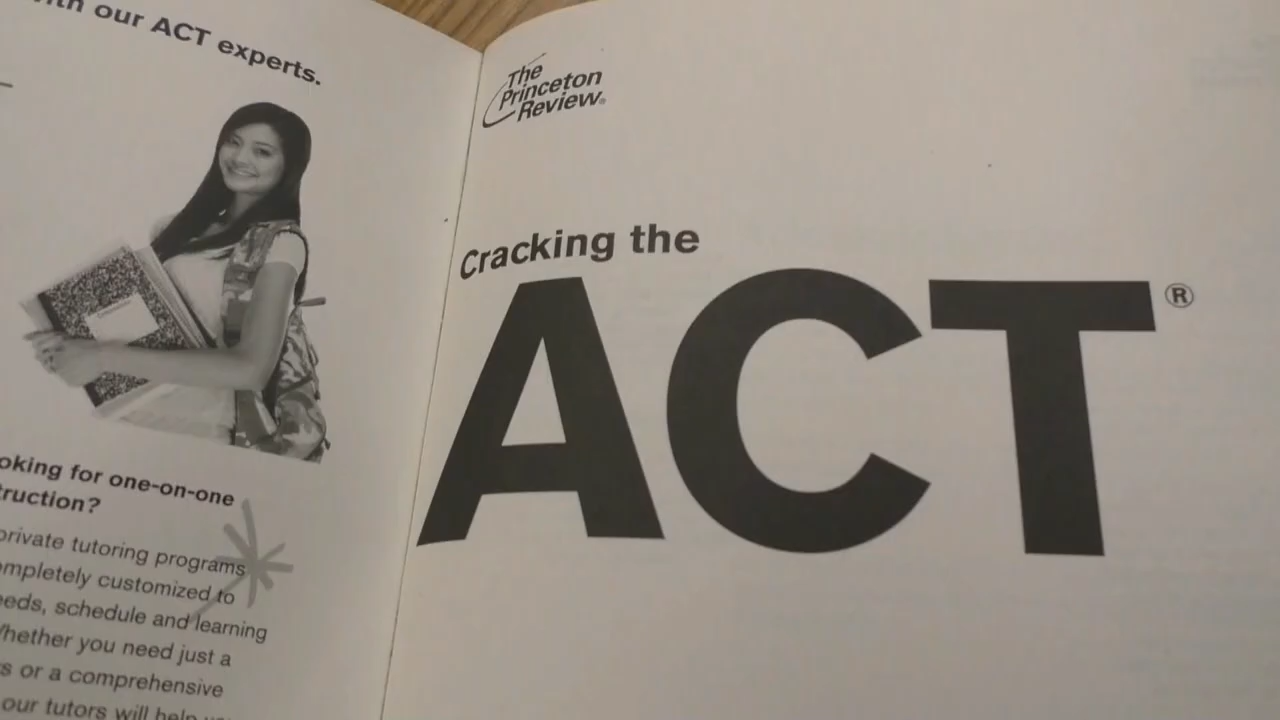 with our ACT experts.
oking for one-on-one
truction?
private tutoring programs
ompletely customized to
eeds, schedule and learning
Whether you need just a
s or a comprehensive
our tutors will help
The
Princeton
Review®
Cracking the
ACT®